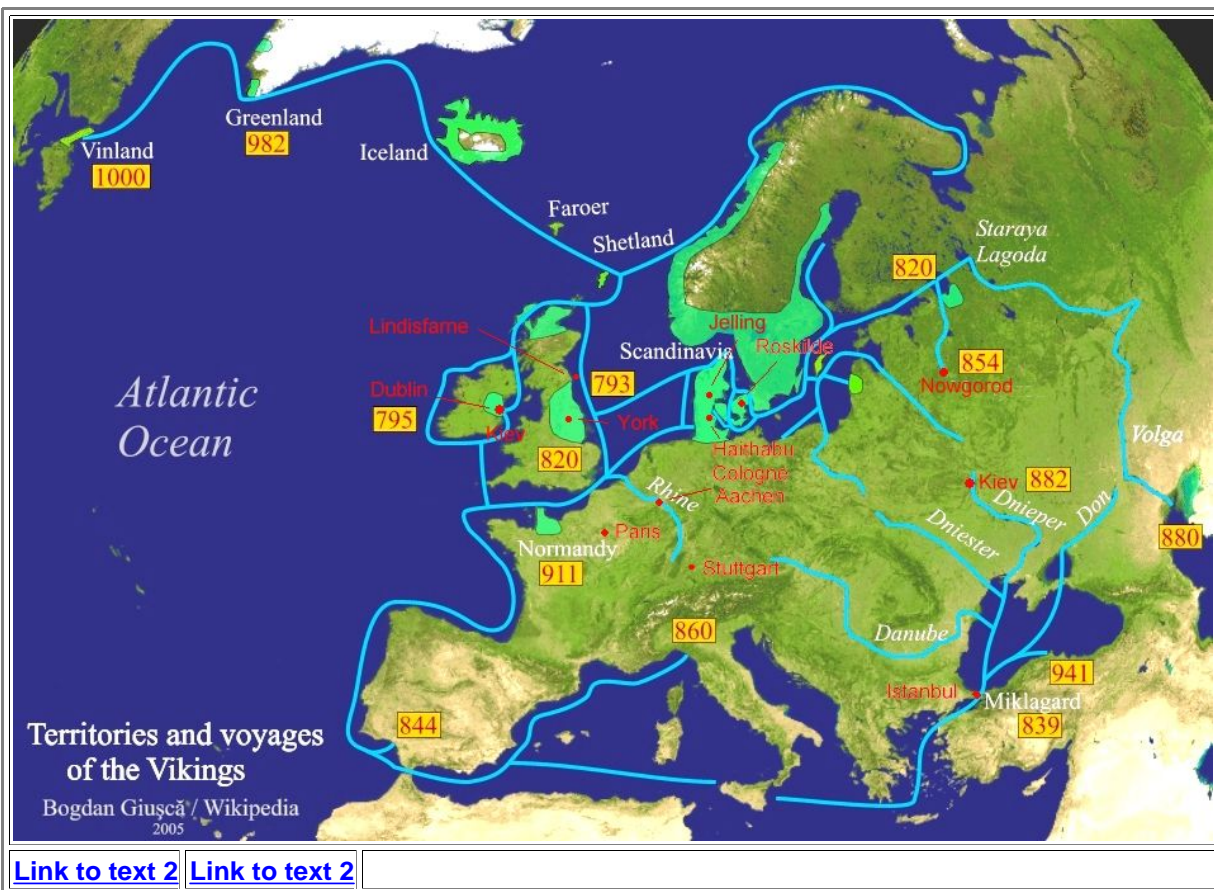 Vinland
1000
Greenland
982
Iceland
Faroer
Shetland
Staraya
Lagoda
820
Lindisfarne
Jelling
Scandinavia
Roskilde
854
Nowgorod
793
Dublin
795
Kiev
York
820
Atlantic
Ocean
Haithabu
Cologne
Aachen
Rhine
Volga
Kiev
882
Dnieper
Don
Dniester
880
Paris
Normandy
911
Stuttgart
860
Danube
941
Istanbul
Miklagard
839
844
Territories and voyages
of the Vikings
Bogdan Giuşcă / Wikipedia
2005
Link to text 2
Link to text 2